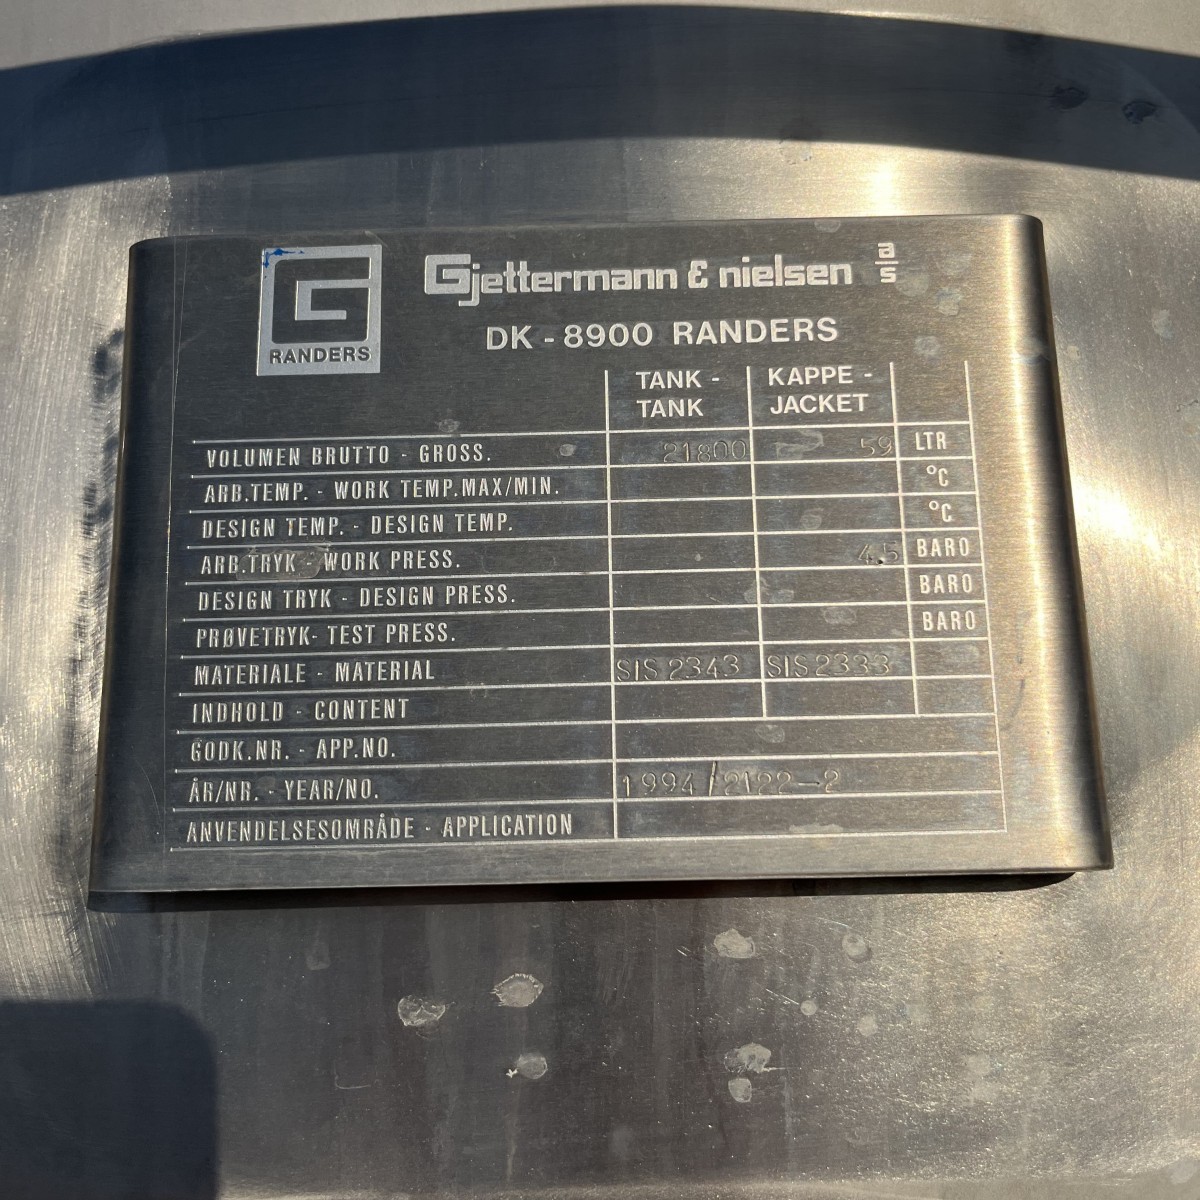 RANDERS
Gjettermann & nielsen a/s
DK - 8900 RANDERS
TANK - TANK KAPPE - JACKET
VOLUMEN BRUTTO - GROSS. 21800 59 LTR
ARB.TEMP. - WORK TEMP.MAX/MIN. °C
DESIGN TEMP. - DESIGN TEMP. °C
ARB.TRYK - WORK PRESS. 4.5 BARO
DESIGN TRYK - DESIGN PRESS. BARO
PRØVETRYK- TEST PRESS. BARO
MATERIALE - MATERIAL SIS 2343 SIS 2333
INDHOLD - CONTENT
GODK.NR. - APP.NO.
ÅR/NR. - YEAR/NO. 1994/2122-2
ANVENDELSESOMRÅDE - APPLICATION